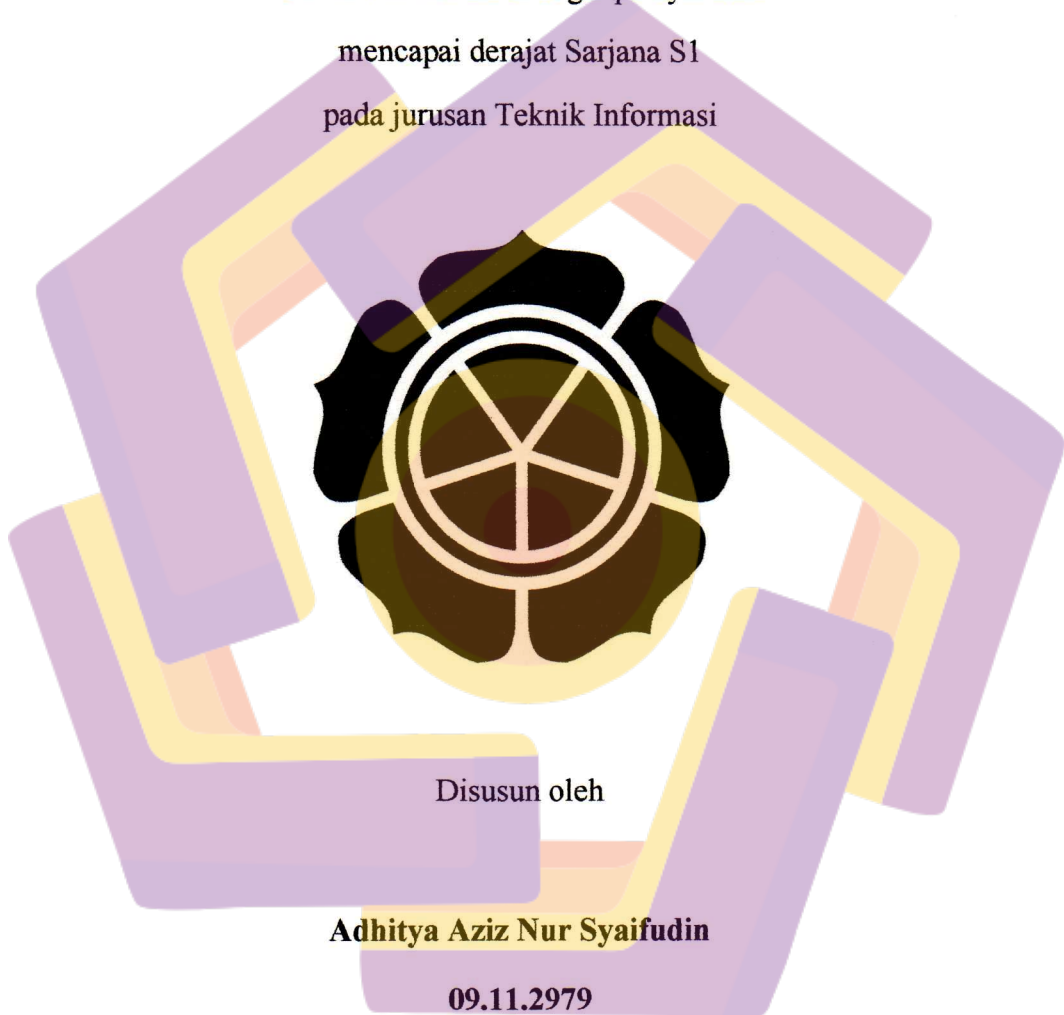 mencapai derajat Sarjana S1
pada jurusan Teknik Informasi
Disusun oleh
Adhitya Aziz Nur Syaifudin
09.11.2979